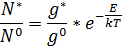 N*/N⁰ = g*/g⁰ * e^(-E/kT)